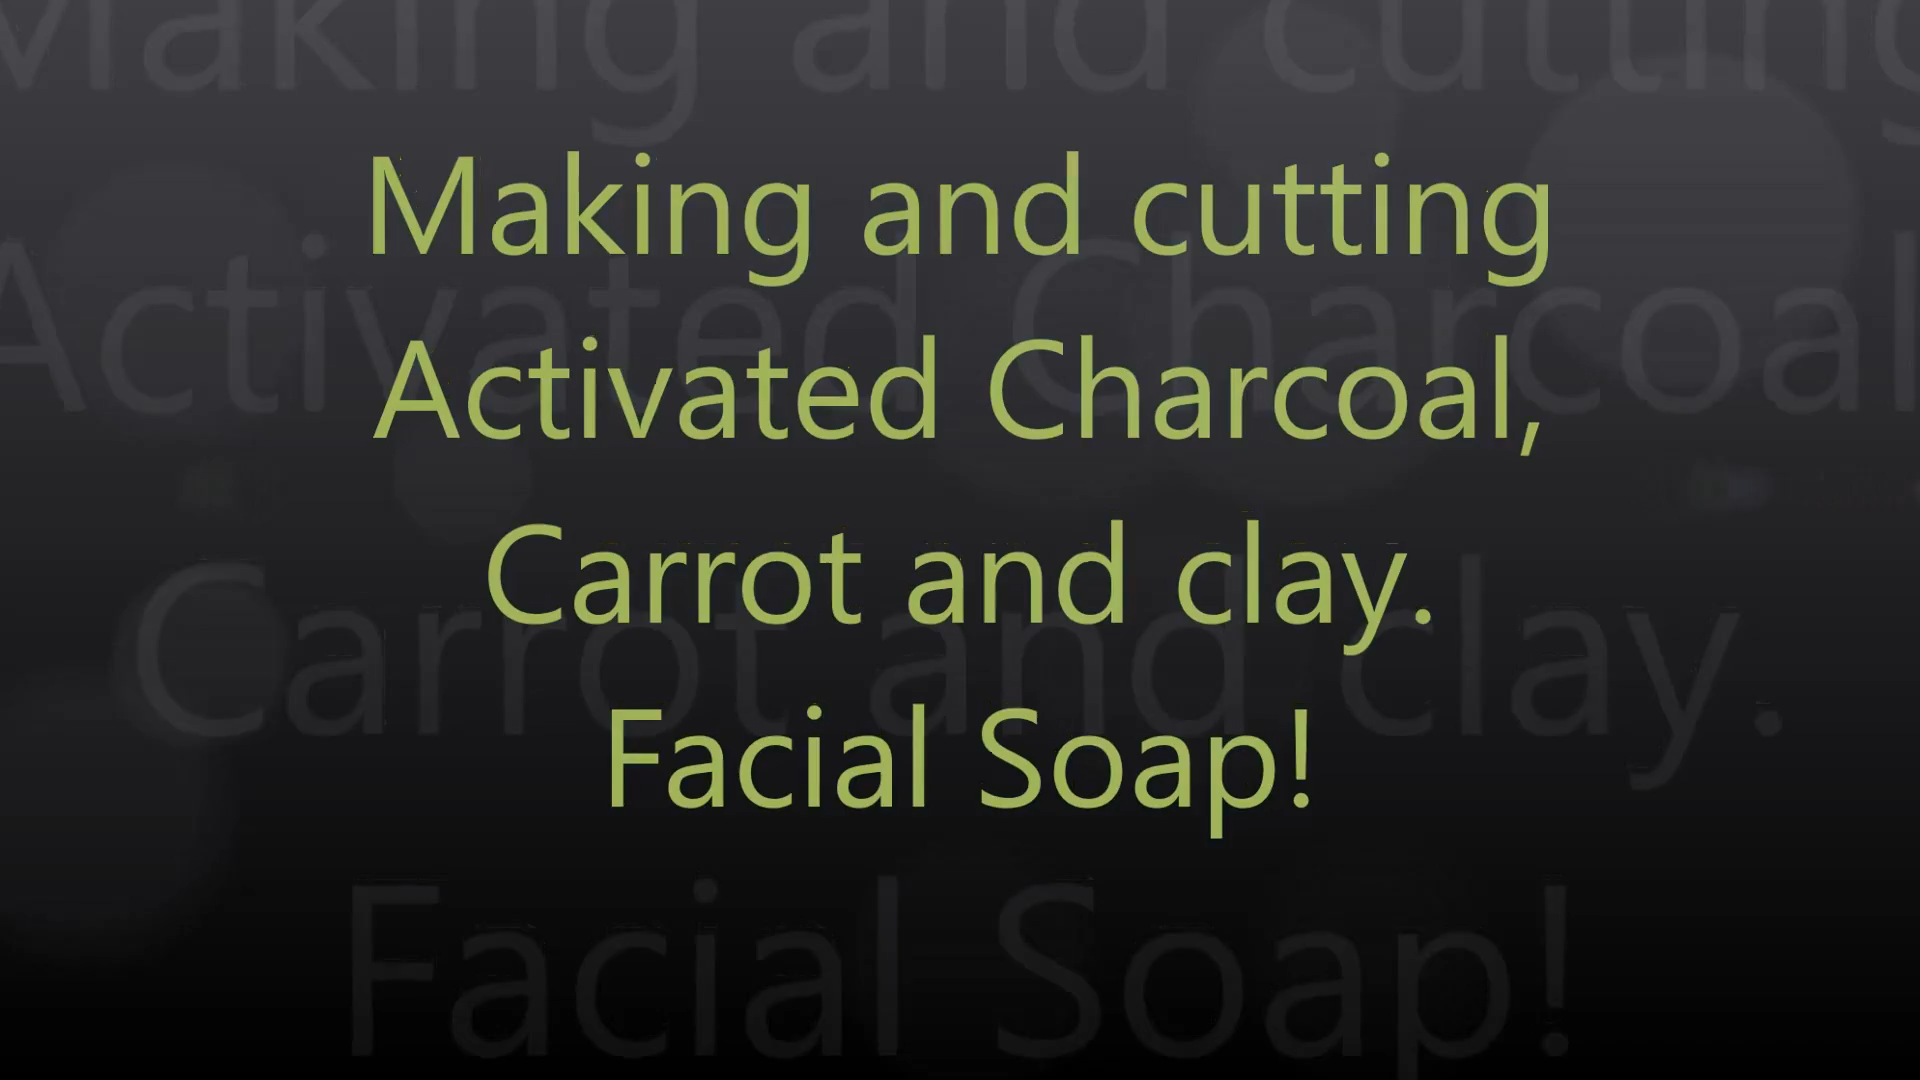 Making and cutting
Activated Charcoal,
Carrot and clay.
Facial Soap!